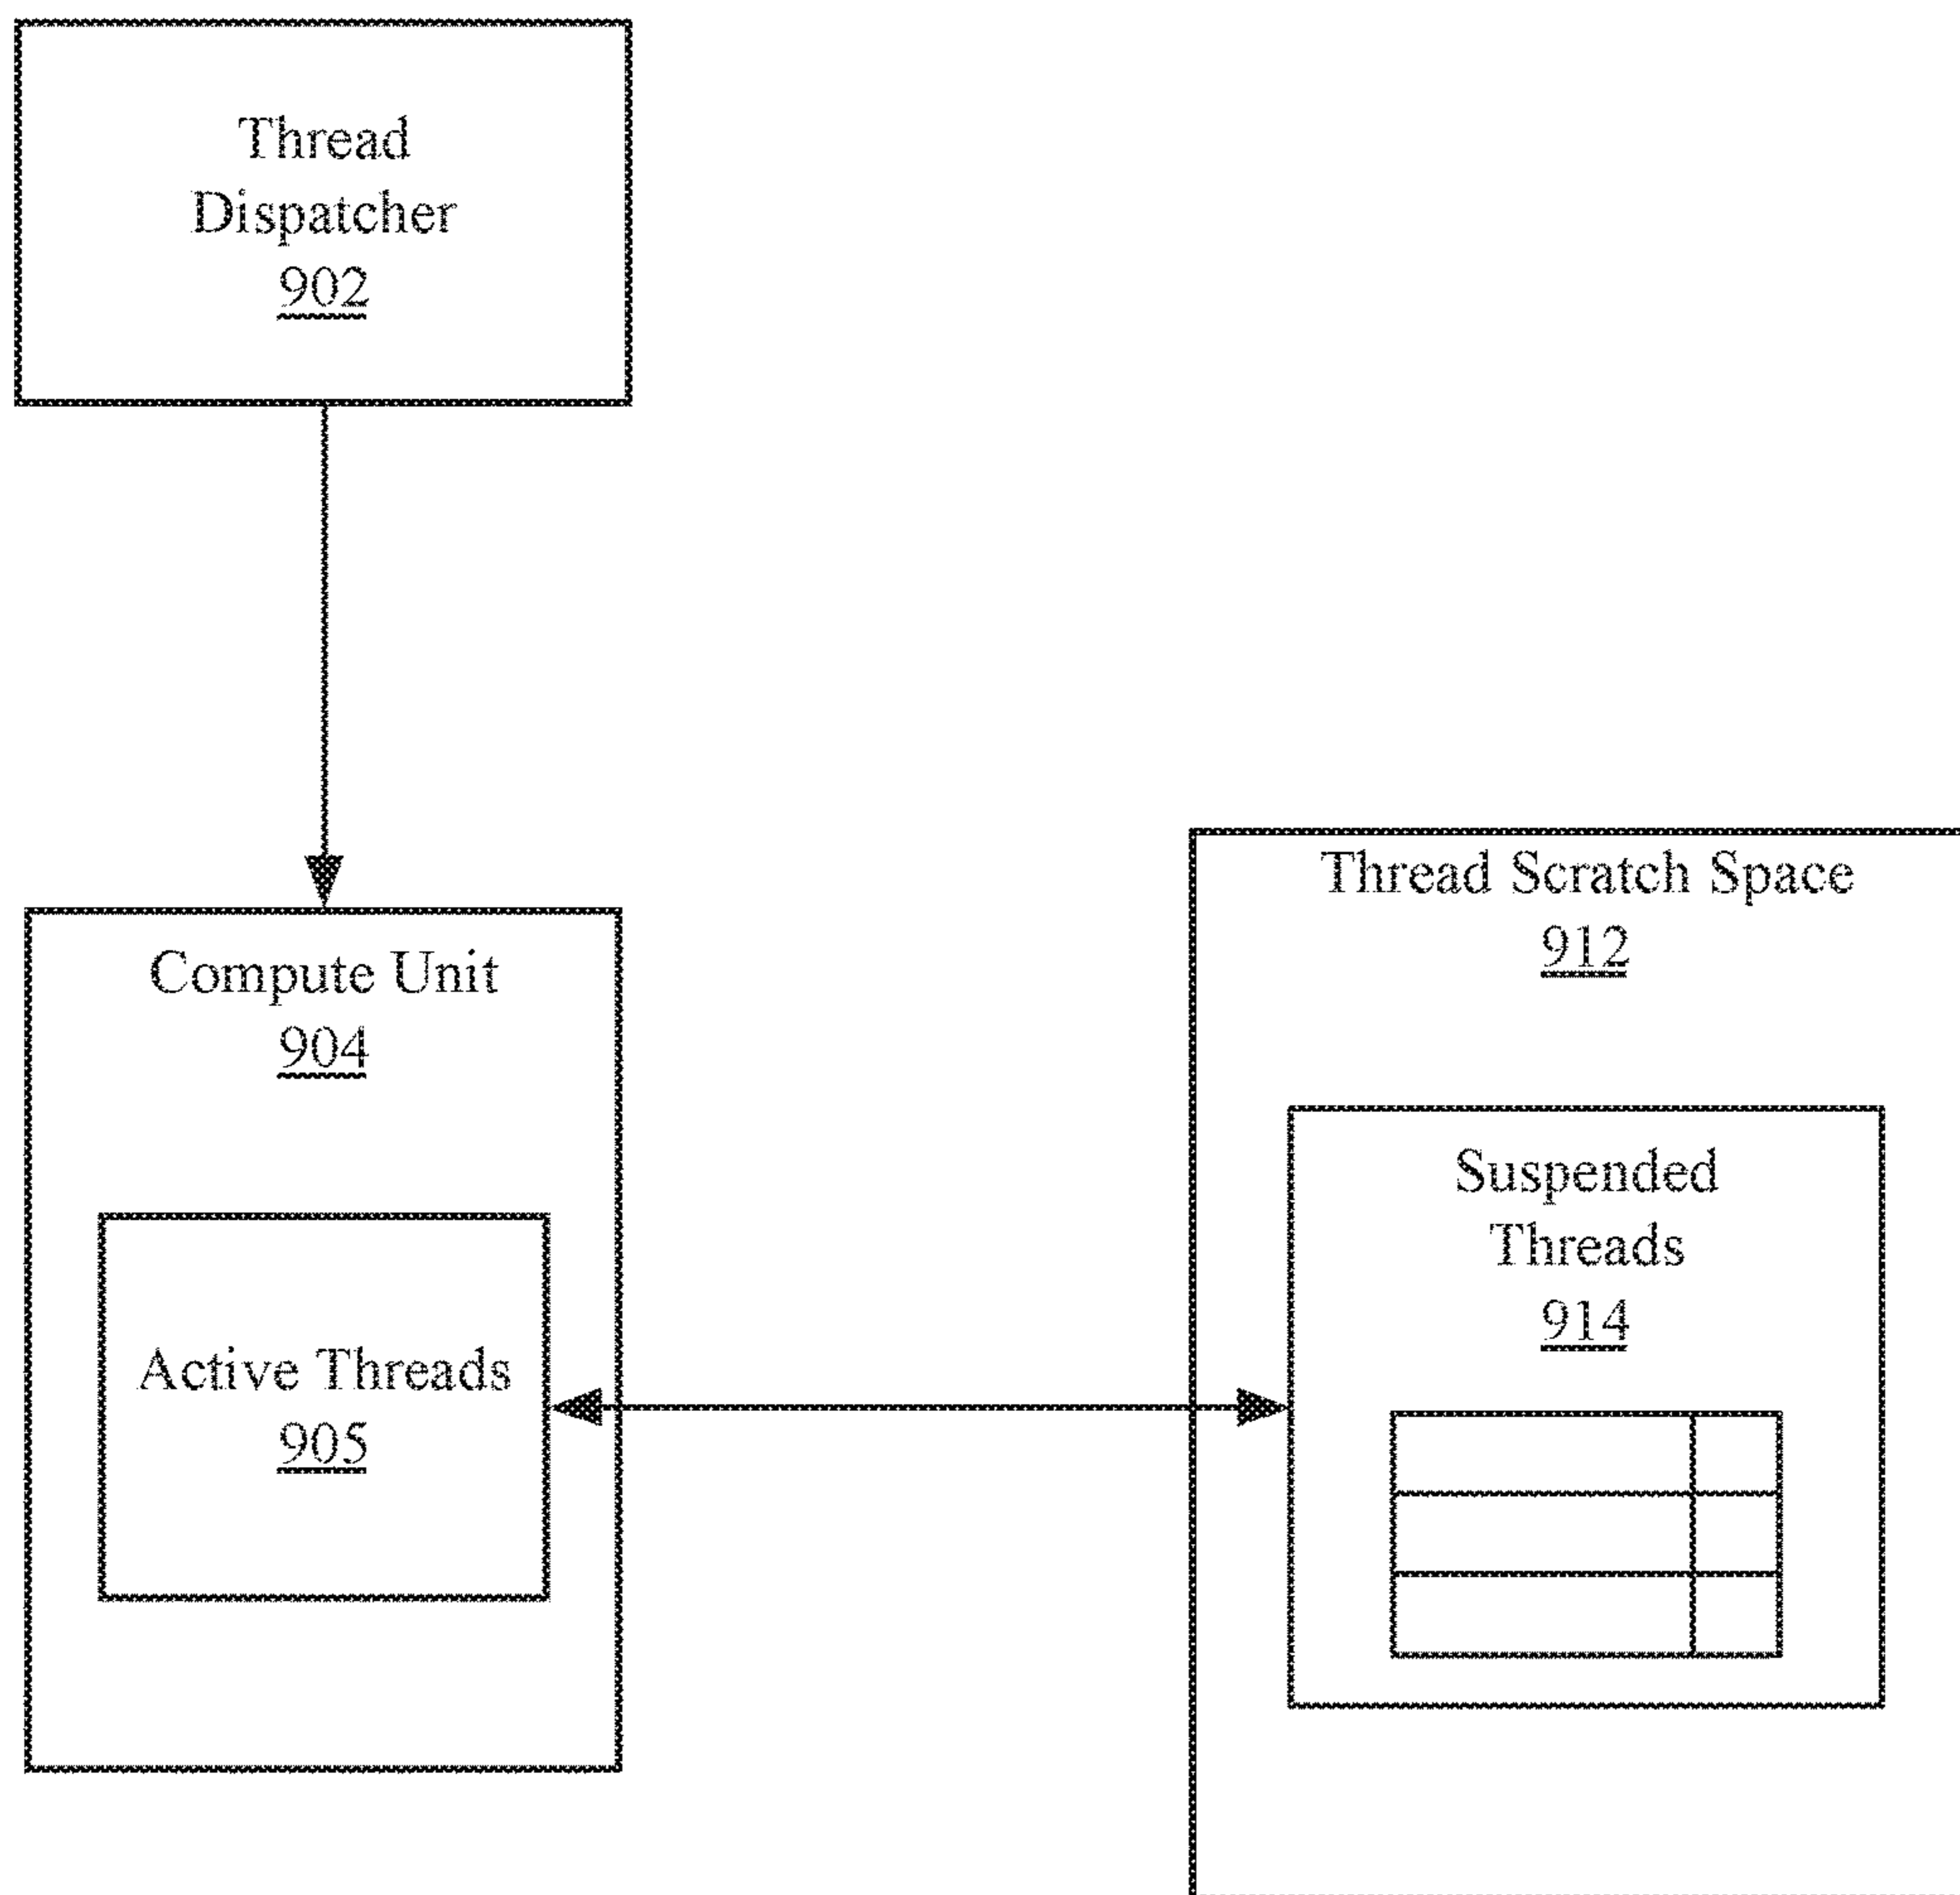 Thread
Dispatcher
902
Compute Unit
904
Active Threads
905
Thread Scratch Space
912
Suspended
Threads
914